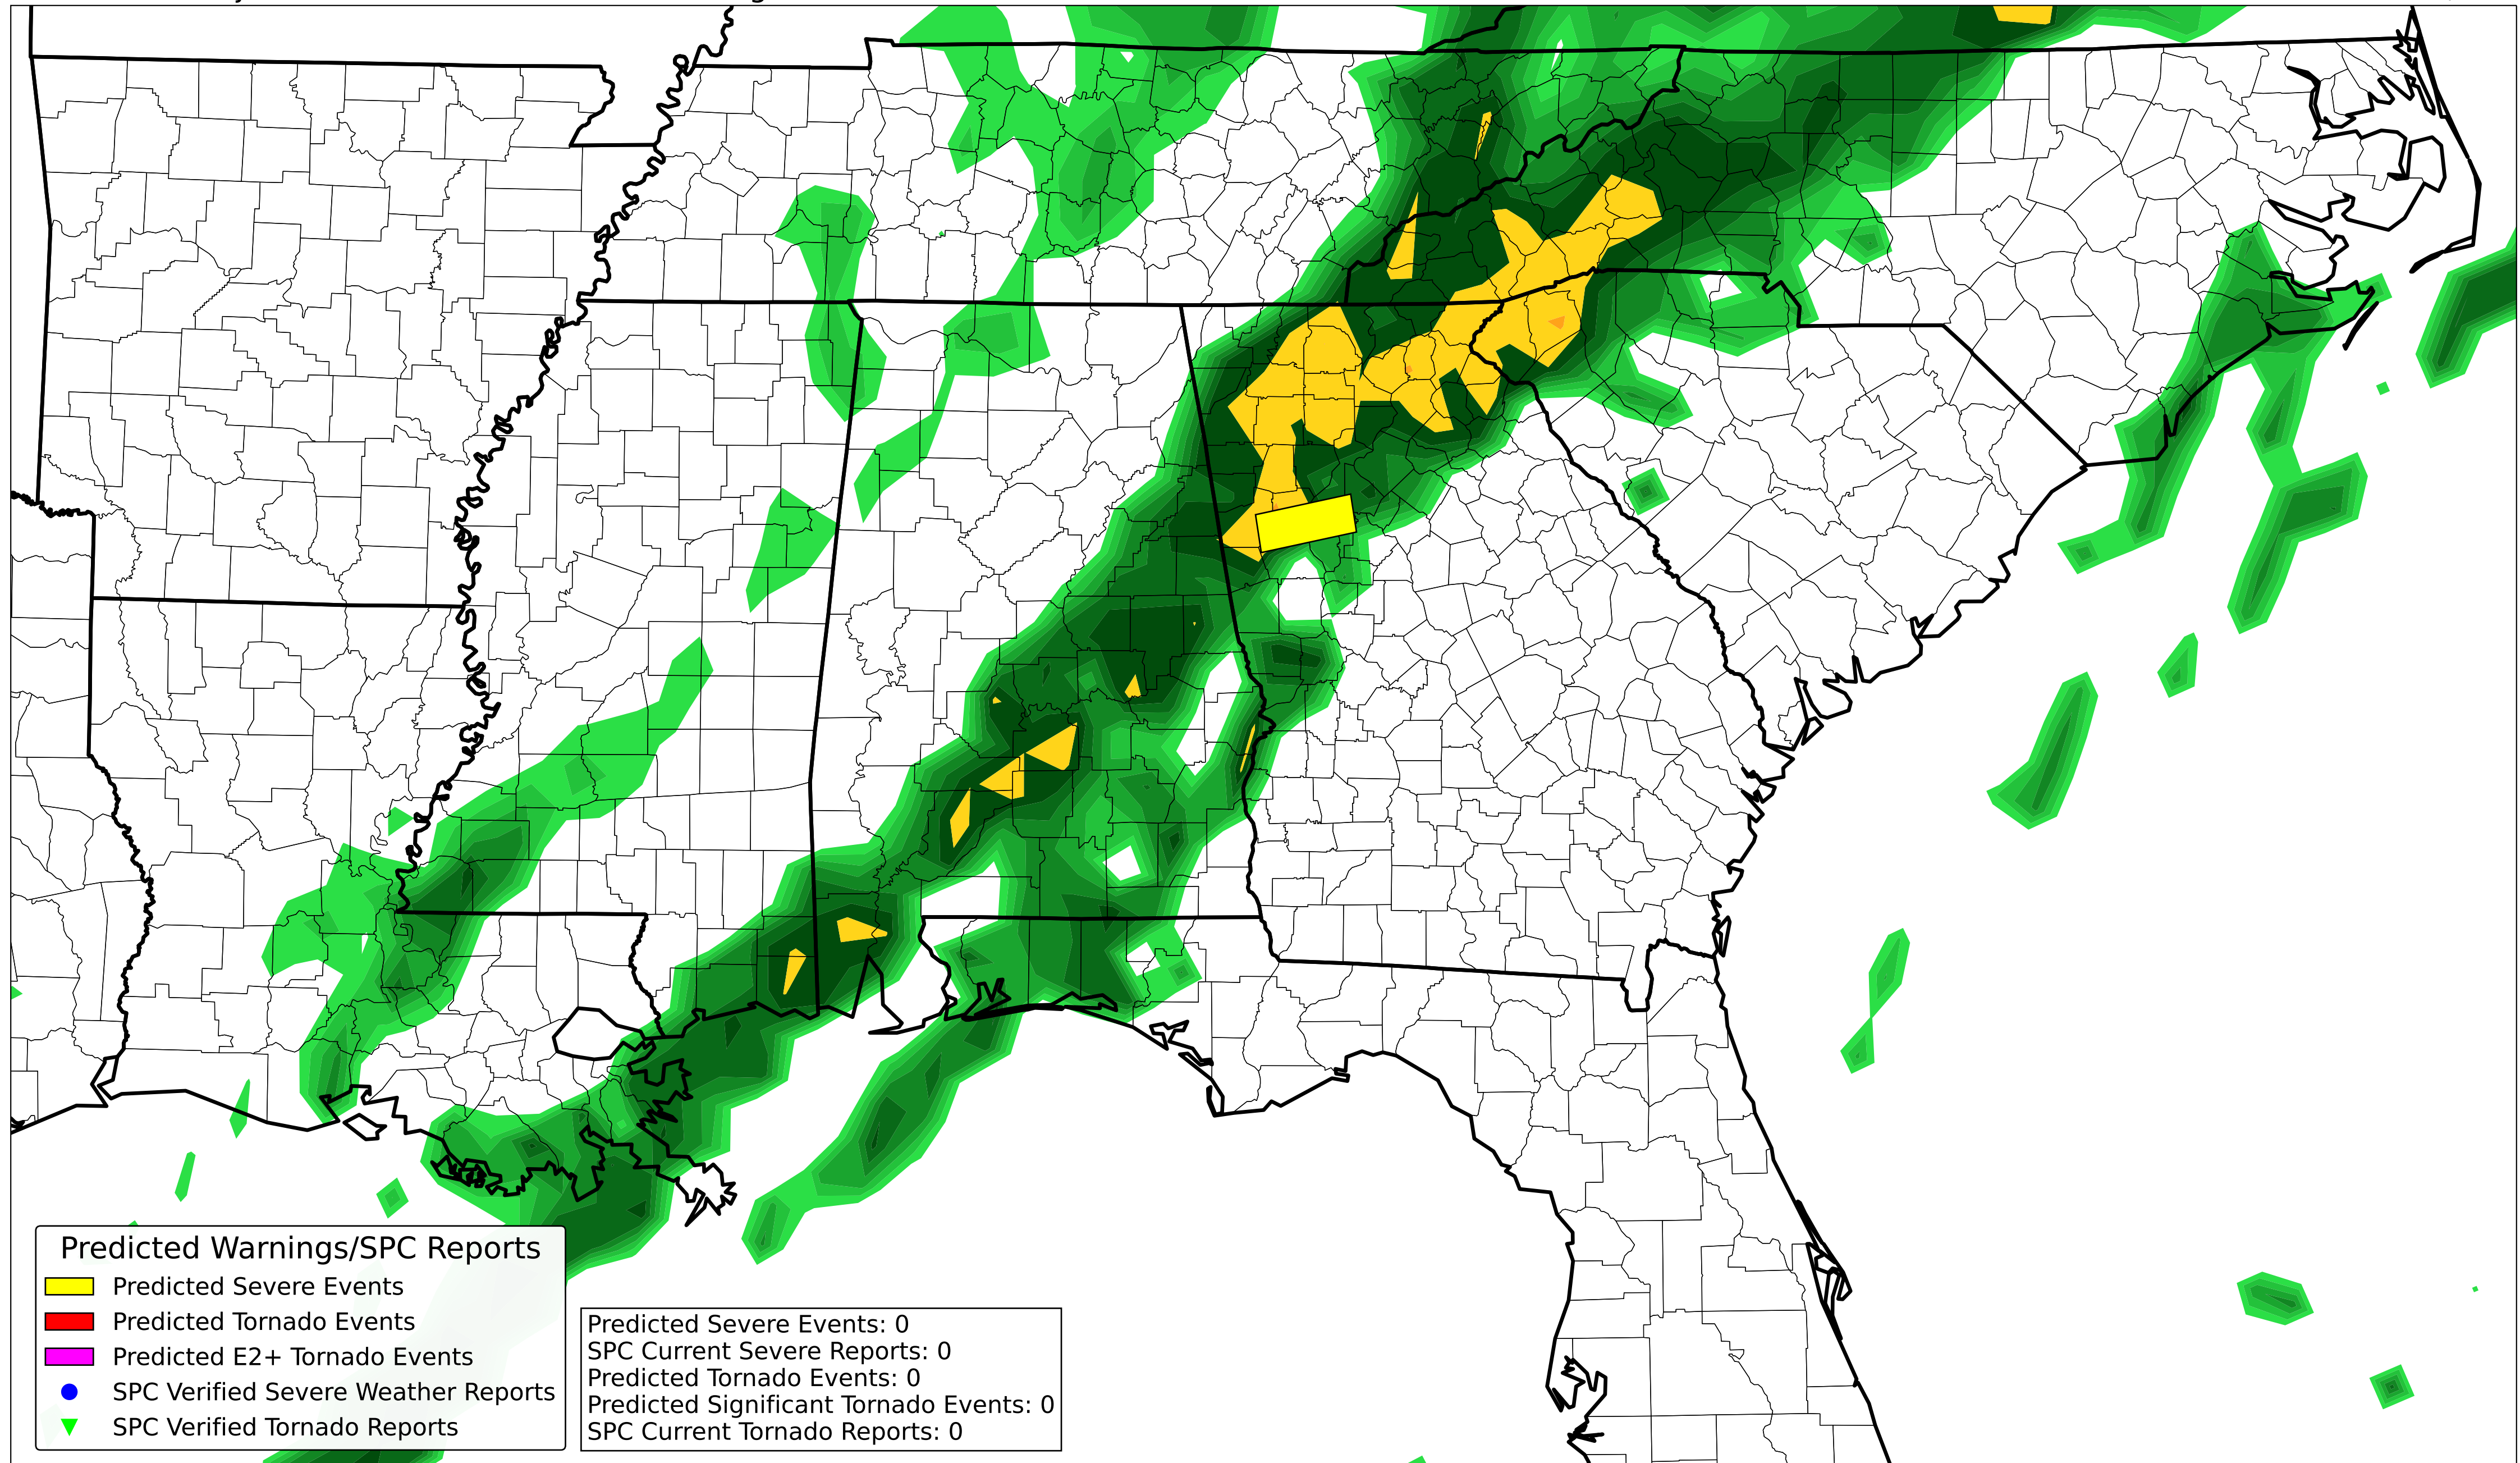 Predicted Warnings/SPC Reports
Predicted Severe Events
Predicted Tornado Events
Predicted E2+ Tornado Events
SPC Verified Severe Weather Reports
SPC Verified Tornado Reports
Predicted Severe Events: 0
SPC Current Severe Reports: 0
Predicted Tornado Events: 0
Predicted Significant Tornado Events: 0
SPC Current Tornado Reports: 0